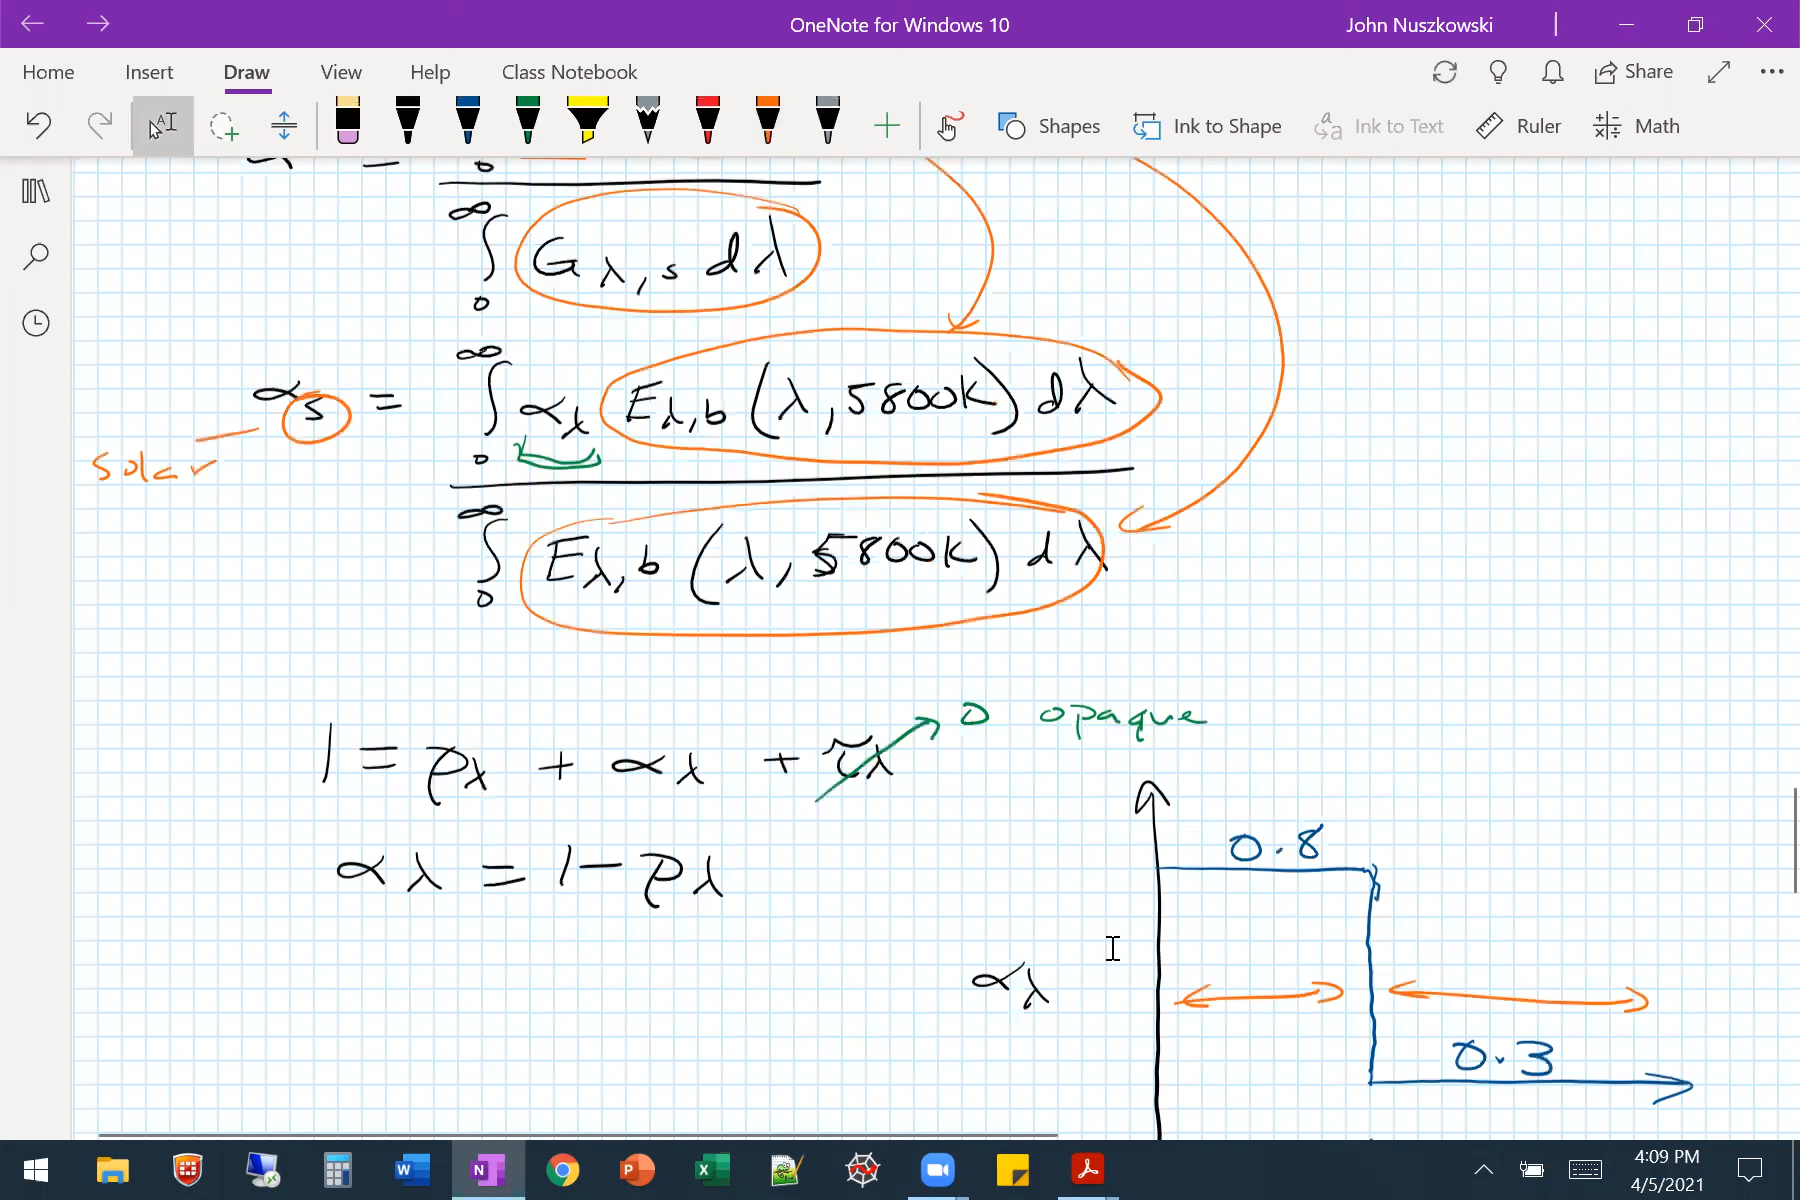 OneNote for Windows 10
John Nuszkowski
Home Insert Draw View Help Class Notebook
Share
Shapes Ink to Shape Ink to Text Ruler Math
0
∞
∫ G λ,s dλ
0
∞
αs = ∫ αλ Eλ,b (λ, 5800K) dλ
0
solar
∞
∫ Eλ,b (λ, 5800K) dλ
0
1 = ρλ + αλ + τλ 0 opaque
αλ = 1 - ρλ
0.8
αλ
0.3
4:09 PM
4/5/2021